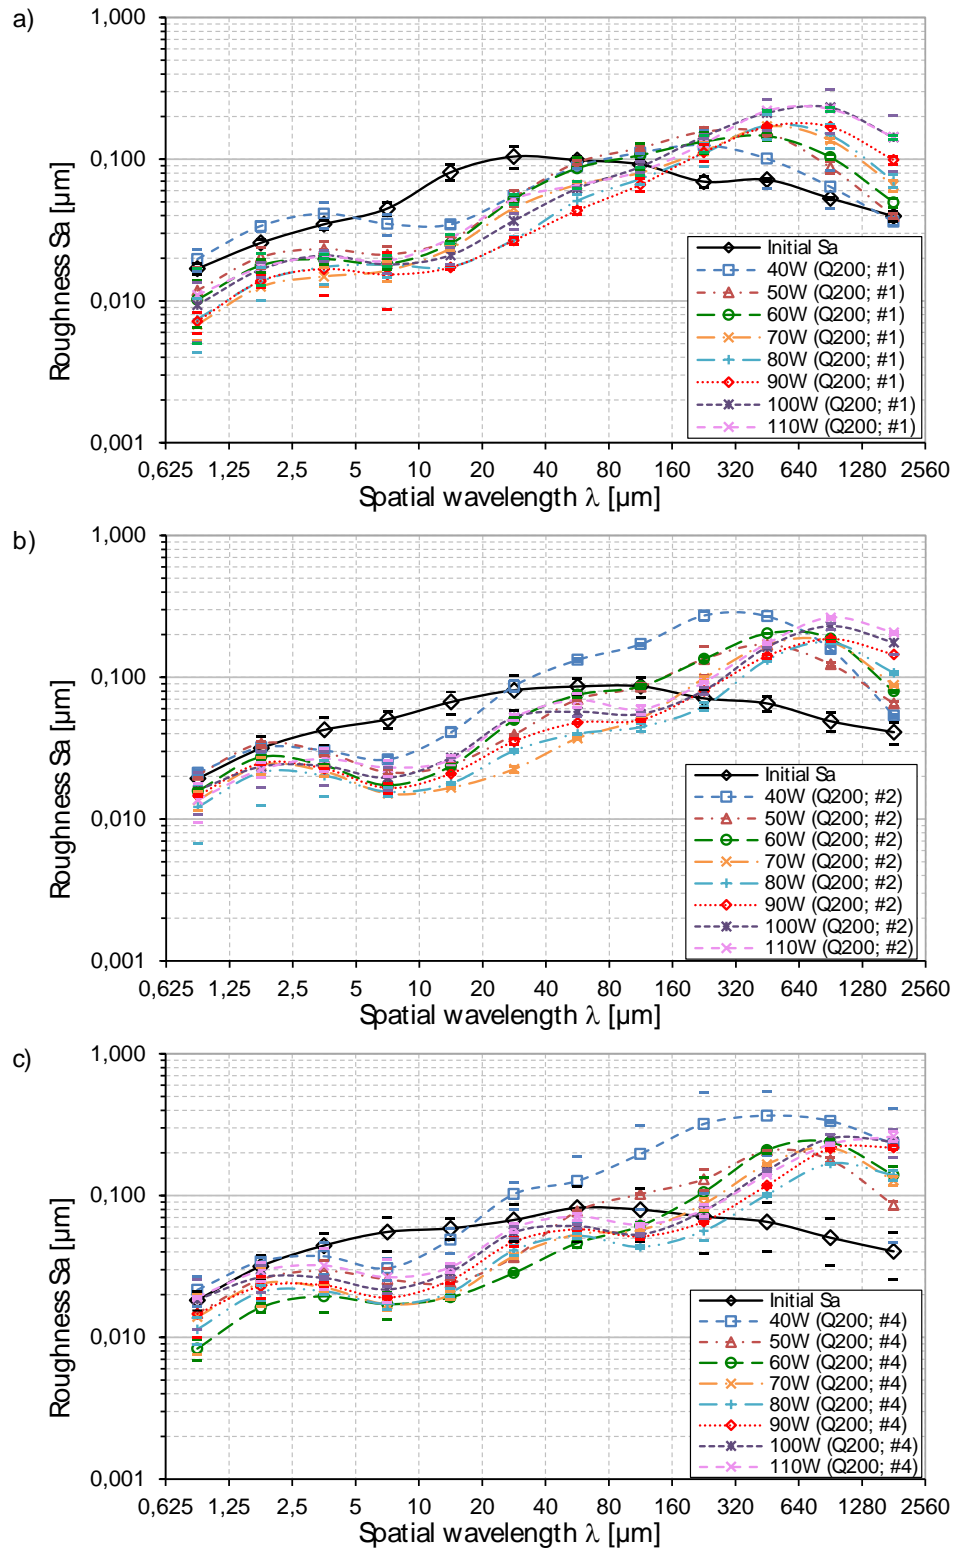 a)
Roughness Sa [µm]
1,000
0,100
0,010
0,001
Initial Sa
40W (Q200; #1)
50W (Q200; #1)
60W (Q200; #1)
70W (Q200; #1)
80W (Q200; #1)
90W (Q200; #1)
100W (Q200; #1)
110W (Q200; #1)
0,625 1,25 2,5 5 10 20 40 80 160 320 640 1280 2560
Spatial wavelength λ [µm]
b)
Roughness Sa [µm]
1,000
0,100
0,010
0,001
Initial Sa
40W (Q200; #2)
50W (Q200; #2)
60W (Q200; #2)
70W (Q200; #2)
80W (Q200; #2)
90W (Q200; #2)
100W (Q200; #2)
110W (Q200; #2)
0,625 1,25 2,5 5 10 20 40 80 160 320 640 1280 2560
Spatial wavelength λ [µm]
c)
Roughness Sa [µm]
1,000
0,100
0,010
0,001
Initial Sa
40W (Q200; #4)
50W (Q200; #4)
60W (Q200; #4)
70W (Q200; #4)
80W (Q200; #4)
90W (Q200; #4)
100W (Q200; #4)
110W (Q200; #4)
0,625 1,25 2,5 5 10 20 40 80 160 320 640 1280 2560
Spatial wavelength λ [µm]